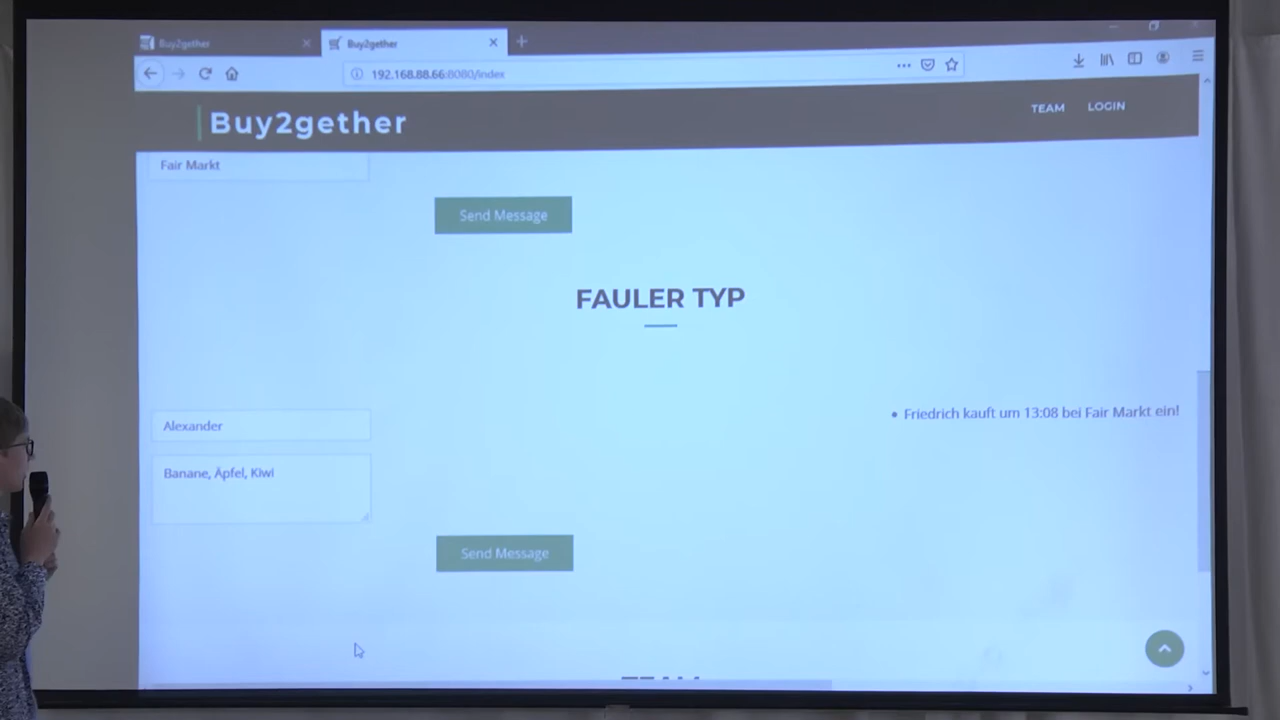 Buy2gether
Buy2gether
192.168.88.66:8080/index
Buy2gether
TEAM
LOGIN
Fair Markt
Send Message
FAULER TYP
Alexander
Friedrich kauft um 13:08 bei Fair Markt ein!
Banane, Äpfel, Kiwi
Send Message
TEAM